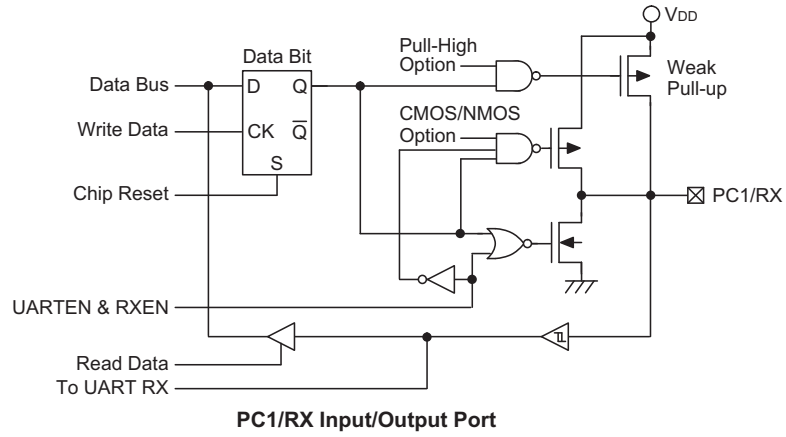 VDD
Pull-High
Option
Weak
Pull-up
Data Bit
Data Bus
D Q
CMOS/NMOS
Option
Write Data
CK Q̅
S
Chip Reset
PC1/RX
UARTEN & RXEN
Read Data
To UART RX
PC1/RX Input/Output Port